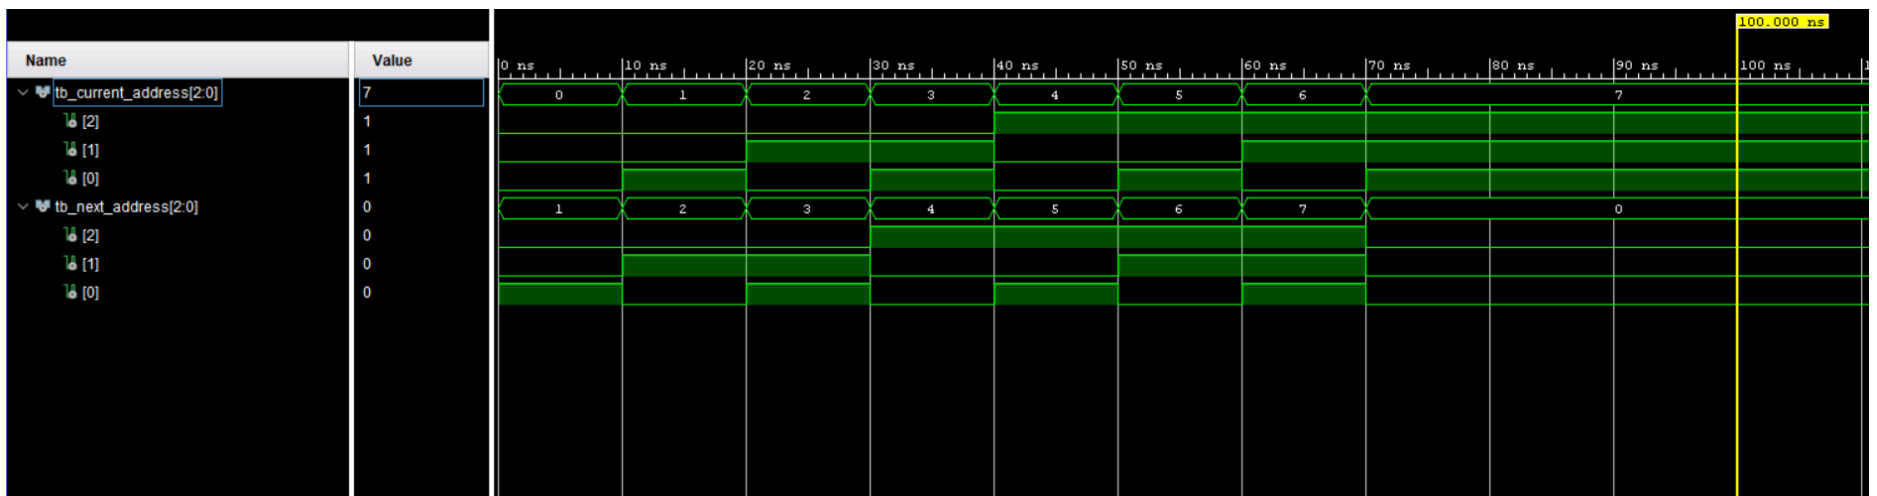 100.000 ns
Name Value 0 ns 10 ns 20 ns 30 ns 40 ns 50 ns 60 ns 70 ns 80 ns 90 ns 100 ns
tb_current_address[2:0] 7 0 1 2 3 4 5 6 7
[2] 1
[1] 1
[0] 1
tb_next_address[2:0] 0 1 2 3 4 5 6 7 0
[2] 0
[1] 0
[0] 0